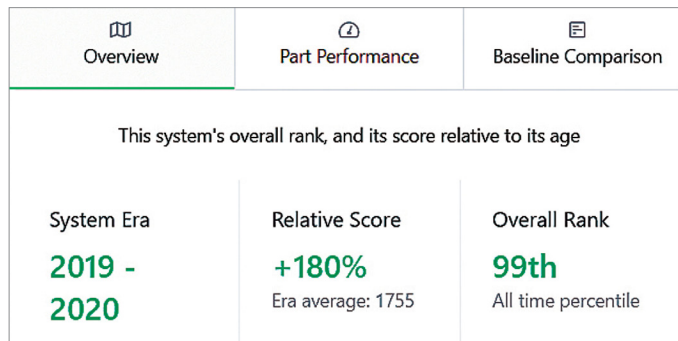 Overview
Part Performance
Baseline Comparison
This system's overall rank, and its score relative to its age
System Era
2019 -
2020
Relative Score
+180%
Era average: 1755
Overall Rank
99th
All time percentile